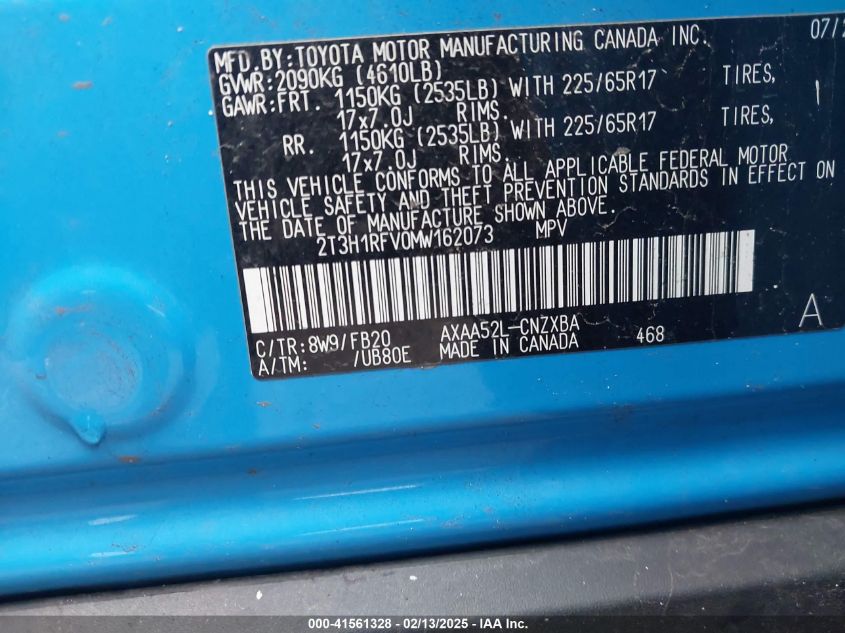 MFD. BY: TOYOTA MOTOR MANUFACTURING CANADA INC. 07/2
GVWR: 2090KG (4610LB)
GAWR: FRT. 1150KG (2535LB) WITH 225/65R17 TIRES,
17x7.0J RIMS.
RR. 1150KG (2535LB) WITH 225/65R17 TIRES,
17x7.0J RIMS.
THIS VEHICLE CONFORMS TO ALL APPLICABLE FEDERAL MOTOR
VEHICLE SAFETY AND THEFT PREVENTION STANDARDS IN EFFECT ON
THE DATE OF MANUFACTURE SHOWN ABOVE.
2T3H1RFV0MW162073 MPV
C/TR: 8W9/FB20 AXAA52L-CNZXBA A
A/TM: /UB80E MADE IN CANADA 468
000-41561328 - 02/13/2025 - IAA Inc.